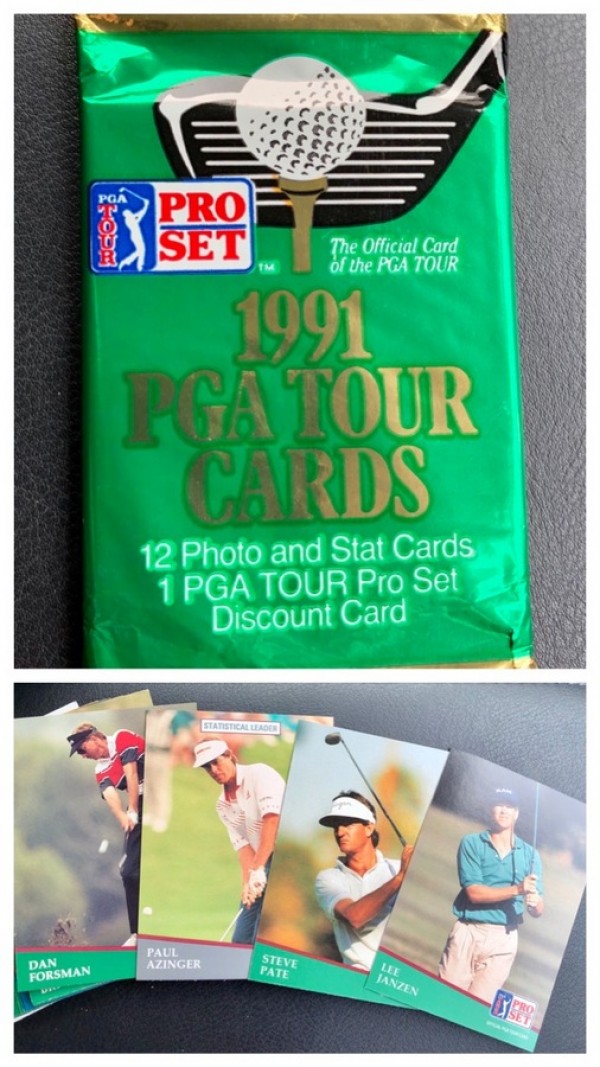 PGA
TOUR
PRO
SET
TM
The Official Card
of the PGA TOUR
1991
PGA TOUR
CARDS
12 Photo and Stat Cards
1 PGA TOUR Pro Set
Discount Card
STATISTICAL LEADER
DAN
FORSMAN
PAUL
AZINGER
STEVE
PATE
LEE
JANZEN
PRO
SET